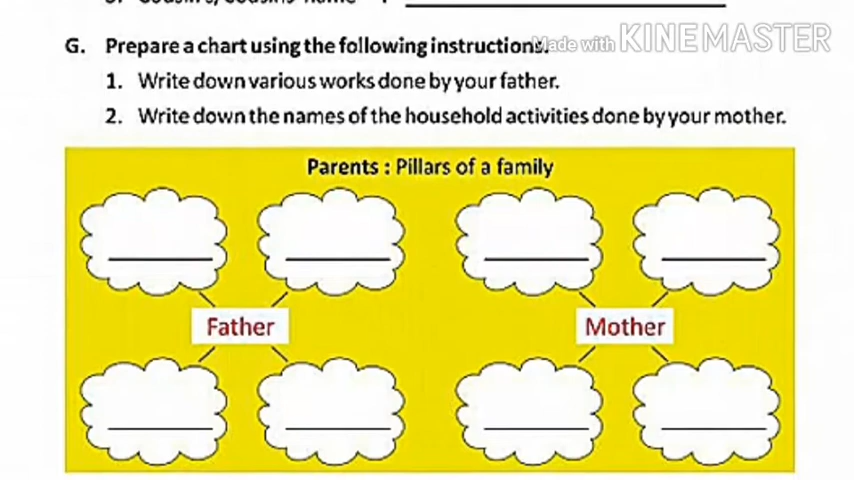 G. Prepare a chart using the following instructions.
Made with KINEMASTER
1. Write down various works done by your father.
2. Write down the names of the household activities done by your mother.
Parents : Pillars of a family
Father
Mother